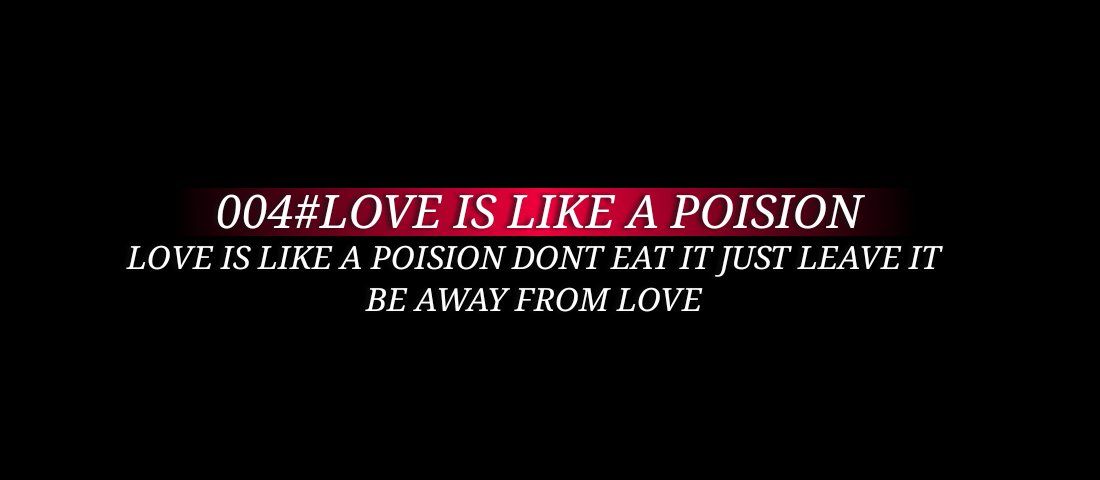 004#LOVE IS LIKE A POISION
LOVE IS LIKE A POISION DONT EAT IT JUST LEAVE IT
BE AWAY FROM LOVE